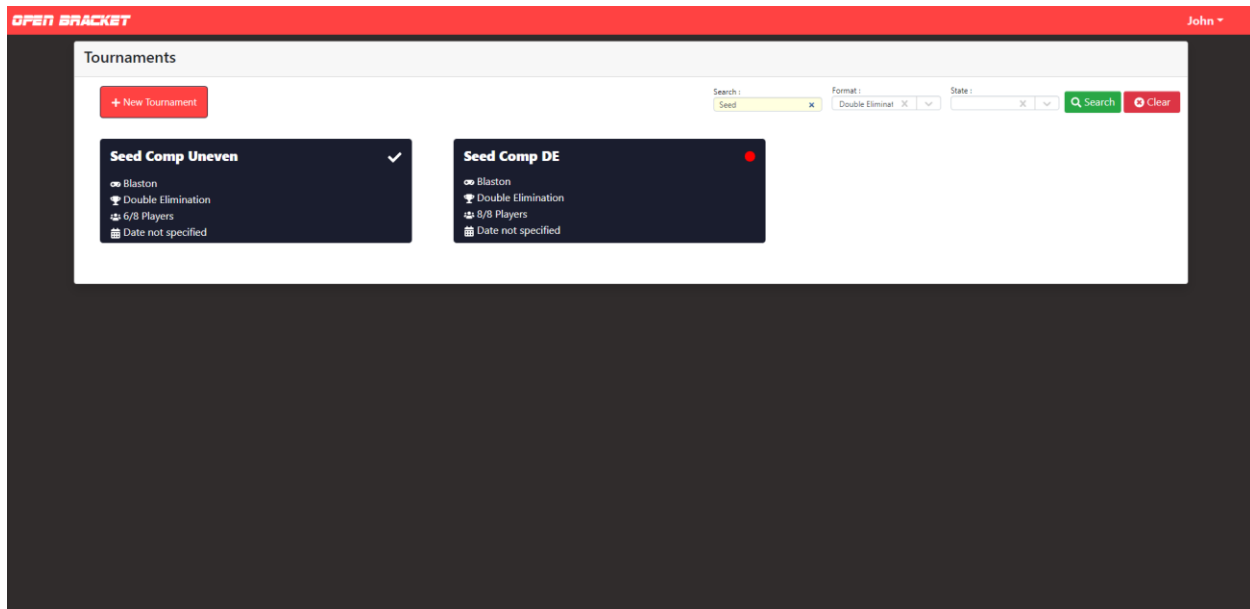 OPEN BRACKET
John
Tournaments
+ New Tournament
Search :
Seed
Format :
Double Eliminat
State :
Search
Clear
Seed Comp Uneven
Blaston
Double Elimination
6/8 Players
Date not specified
Seed Comp DE
Blaston
Double Elimination
8/8 Players
Date not specified